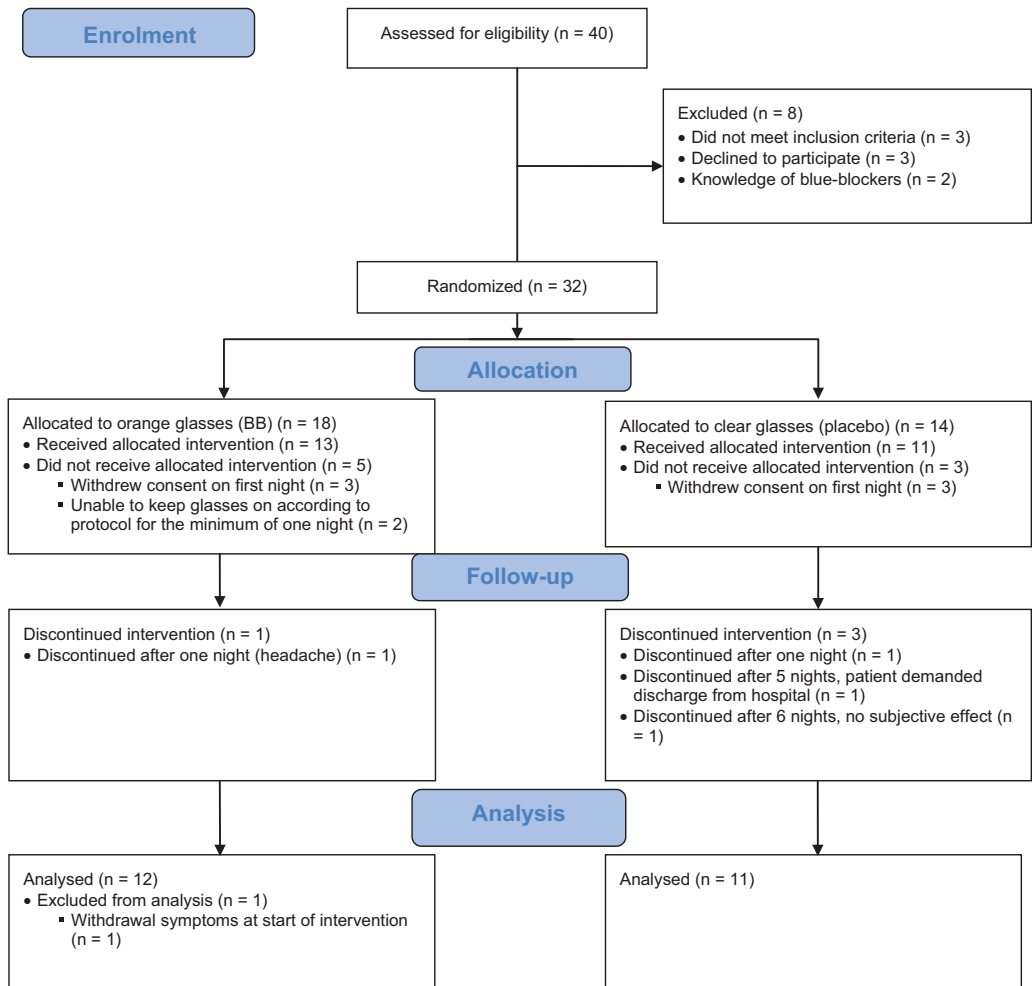 Enrolment
Assessed for eligibility (n = 40)
Excluded (n = 8)
• Did not meet inclusion criteria (n = 3)
• Declined to participate (n = 3)
• Knowledge of blue-blockers (n = 2)
Randomized (n = 32)
Allocation
Allocated to orange glasses (BB) (n = 18)
• Received allocated intervention (n = 13)
• Did not receive allocated intervention (n = 5)
▪ Withdrew consent on first night (n = 3)
▪ Unable to keep glasses on according to
protocol for the minimum of one night (n = 2)
Allocated to clear glasses (placebo) (n = 14)
• Received allocated intervention (n = 11)
• Did not receive allocated intervention (n = 3)
▪ Withdrew consent on first night (n = 3)
Follow-up
Discontinued intervention (n = 1)
• Discontinued after one night (headache) (n = 1)
Discontinued intervention (n = 3)
• Discontinued after one night (n = 1)
• Discontinued after 5 nights, patient demanded
discharge from hospital (n = 1)
• Discontinued after 6 nights, no subjective effect (n
= 1)
Analysis
Analysed (n = 12)
• Excluded from analysis (n = 1)
▪ Withdrawal symptoms at start of intervention
(n = 1)
Analysed (n = 11)